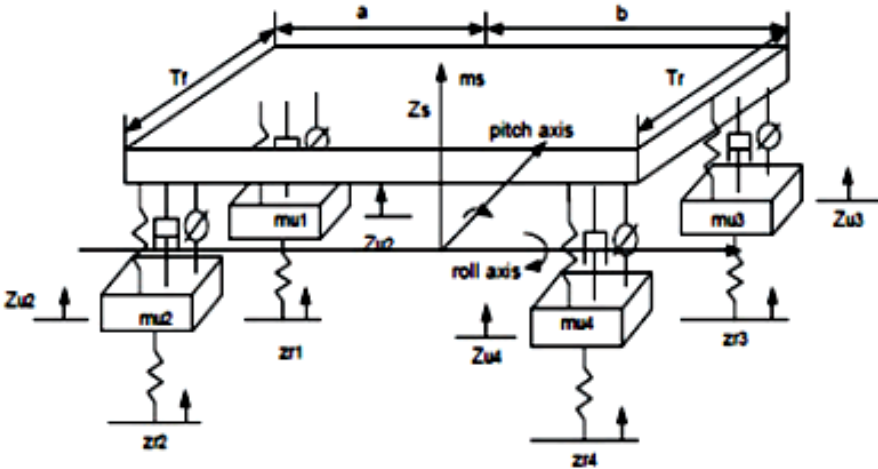 a b
Tr Tr
ms
Zs
pitch axis
mu1 mu3
Zu3
Zu2
roll axis
Zu2
mu2 mu4
Zu4
zr1 zr3
zr2
zr4